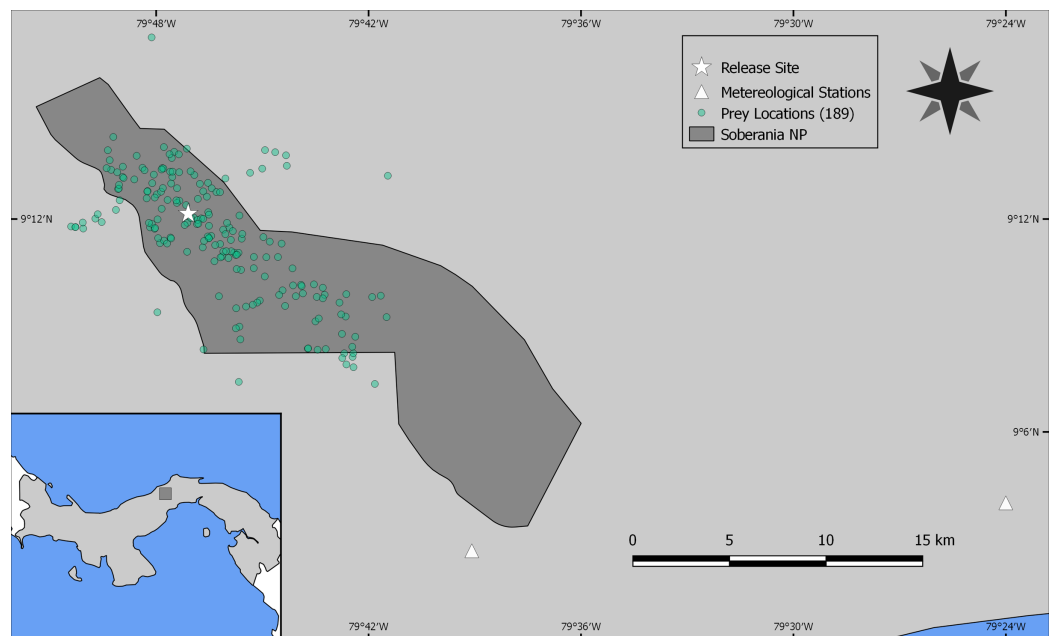 79°48'W 79°42'W 79°36'W 79°30'W 79°24'W
Release Site
Metereological Stations
Prey Locations (189)
Soberania NP
9°12'N 9°12'N
9°6'N
0 5 10 15 km
79°42'W 79°36'W 79°30'W 79°24'W